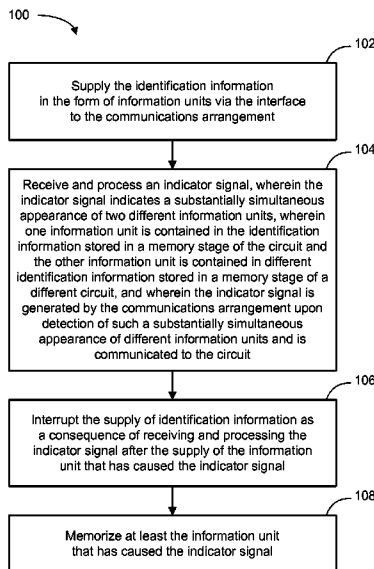 100
102
Supply the identification information
in the form of information units via the interface
to the communications arrangement
104
Receive and process an indicator signal, wherein the
indicator signal indicates a substantially simultaneous
appearance of two different information units, wherein
one information unit is contained in the identification
information stored in a memory stage of the circuit and
the other information unit is contained in different
identification information stored in a memory stage of a
different circuit, and wherein the indicator signal is
generated by the communications arrangement upon
detection of such a substantially simultaneous
appearance of different information units and is
communicated to the circuit
106
Interrupt the supply of identification information as
a consequence of receiving and processing the
indicator signal after the supply of the information
unit that has caused the indicator signal
108
Memorize at least the information unit
that has caused the indicator signal